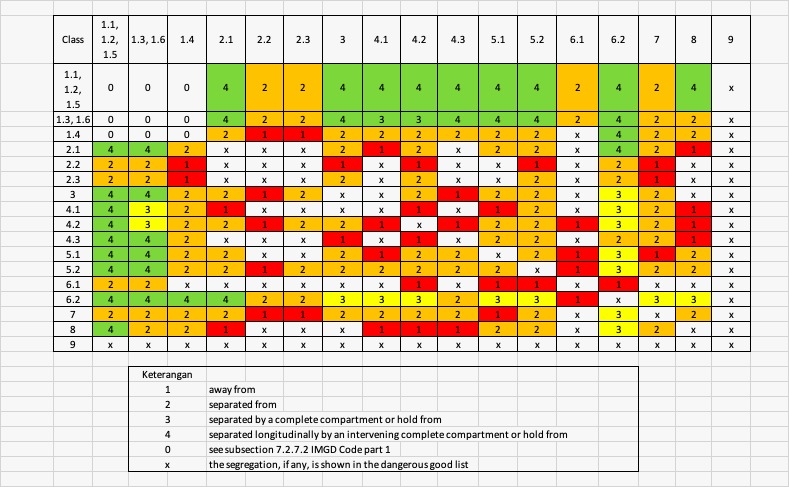 Class 1.1, 1.2, 1.5 1.3, 1.6 1.4 2.1 2.2 2.3 3 4.1 4.2 4.3 5.1 5.2 6.1 6.2 7 8 9
1.1, 1.2, 1.5 0 0 0 4 2 2 4 4 4 4 4 4 2 4 2 4 x
1.3, 1.6 0 0 0 4 2 2 4 3 3 4 4 4 2 4 2 2 x
1.4 0 0 0 2 1 1 2 2 2 2 2 2 x 4 2 2 x
2.1 4 4 2 x x x 2 1 2 x 2 2 x 4 2 1 x
2.2 2 2 1 x x x 1 x 1 x x 1 x 2 1 x x
2.3 2 2 1 x x x 2 x 2 x x 2 x 2 1 x x
3 4 4 2 2 1 2 x x 2 1 2 2 x 3 2 x x
4.1 4 3 2 1 x x x x 1 x 1 2 x 3 2 1 x
4.2 4 3 2 2 1 2 2 1 x 1 2 2 1 3 2 1 x
4.3 4 4 2 x x x 1 x 1 x 2 2 x 2 2 1 x
5.1 4 4 2 2 x x 2 1 2 2 x 2 1 3 1 2 x
5.2 4 4 2 2 1 2 2 2 2 2 2 x 1 3 2 2 x
6.1 2 2 x x x x x x 1 x 1 1 x 1 x x x
6.2 4 4 4 4 2 2 3 3 3 2 3 3 1 x 3 3 x
7 2 2 2 2 1 1 2 2 2 2 1 2 x 3 x 2 x
8 4 2 2 1 x x x 1 1 1 2 2 x 3 2 x x
9 x x x x x x x x x x x x x x x x x
Keterangan
1 away from
2 separated from
3 separated by a complete compartment or hold from
4 separated longitudinally by an intervening complete compartment or hold from
0 see subsection 7.2.7.2 IMGD Code part 1
x the segregation, if any, is shown in the dangerous good list